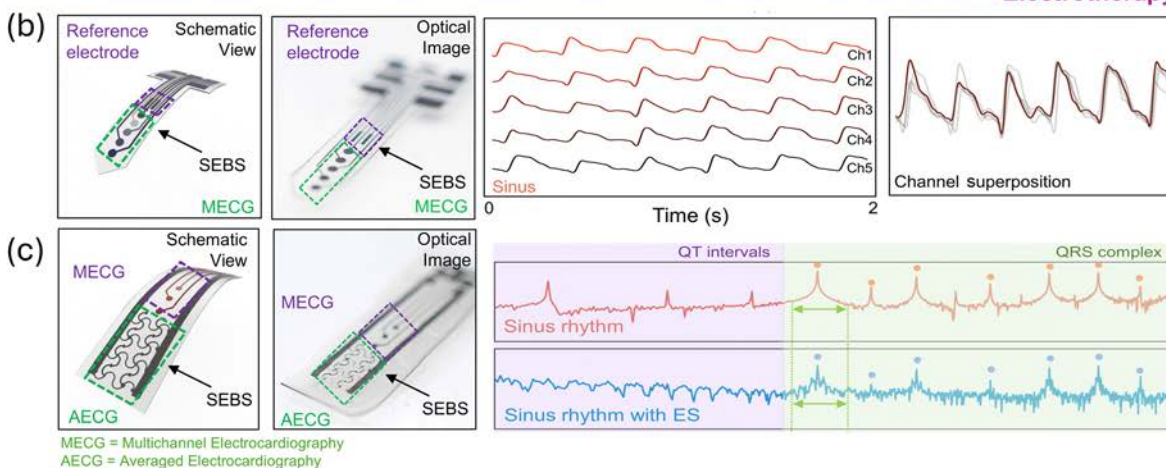 Electrotherapy
(b)
Reference electrode
Schematic View
SEBS
MECG
Reference electrode
Optical Image
SEBS
MECG
Ch1
Ch2
Ch3
Ch4
Ch5
Sinus
0
2
Time (s)
Channel superposition
(c)
Schematic View
MECG
SEBS
AECG
Optical Image
MECG
SEBS
AECG
QT intervals
QRS complex
Sinus rhythm
Sinus rhythm with ES
MECG = Multichannel Electrocardiography
AECG = Averaged Electrocardiography